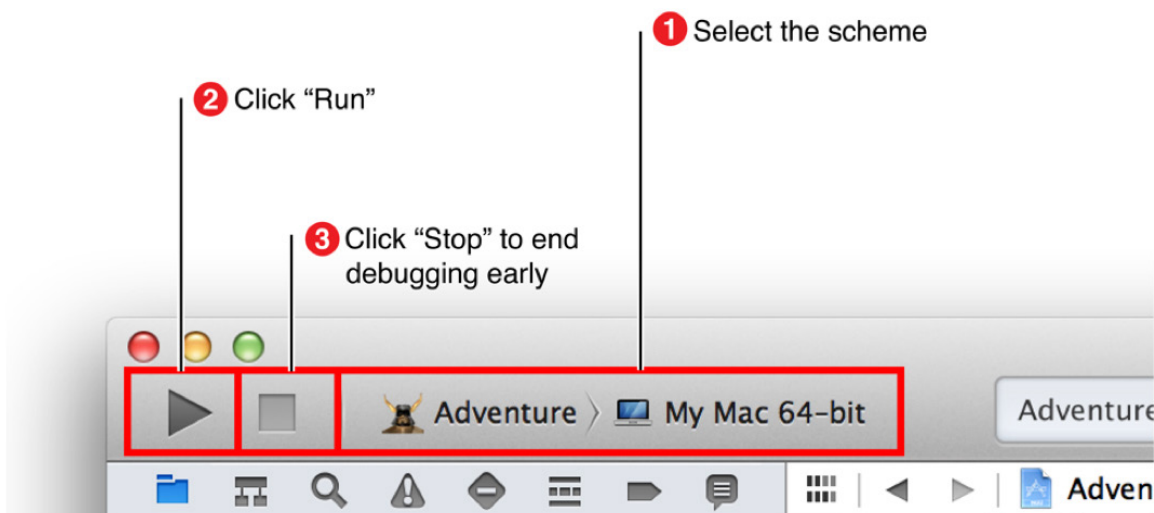 1 Select the scheme
2 Click “Run”
3 Click “Stop” to end
debugging early
Adventure My Mac 64-bit
Adventure
Adven